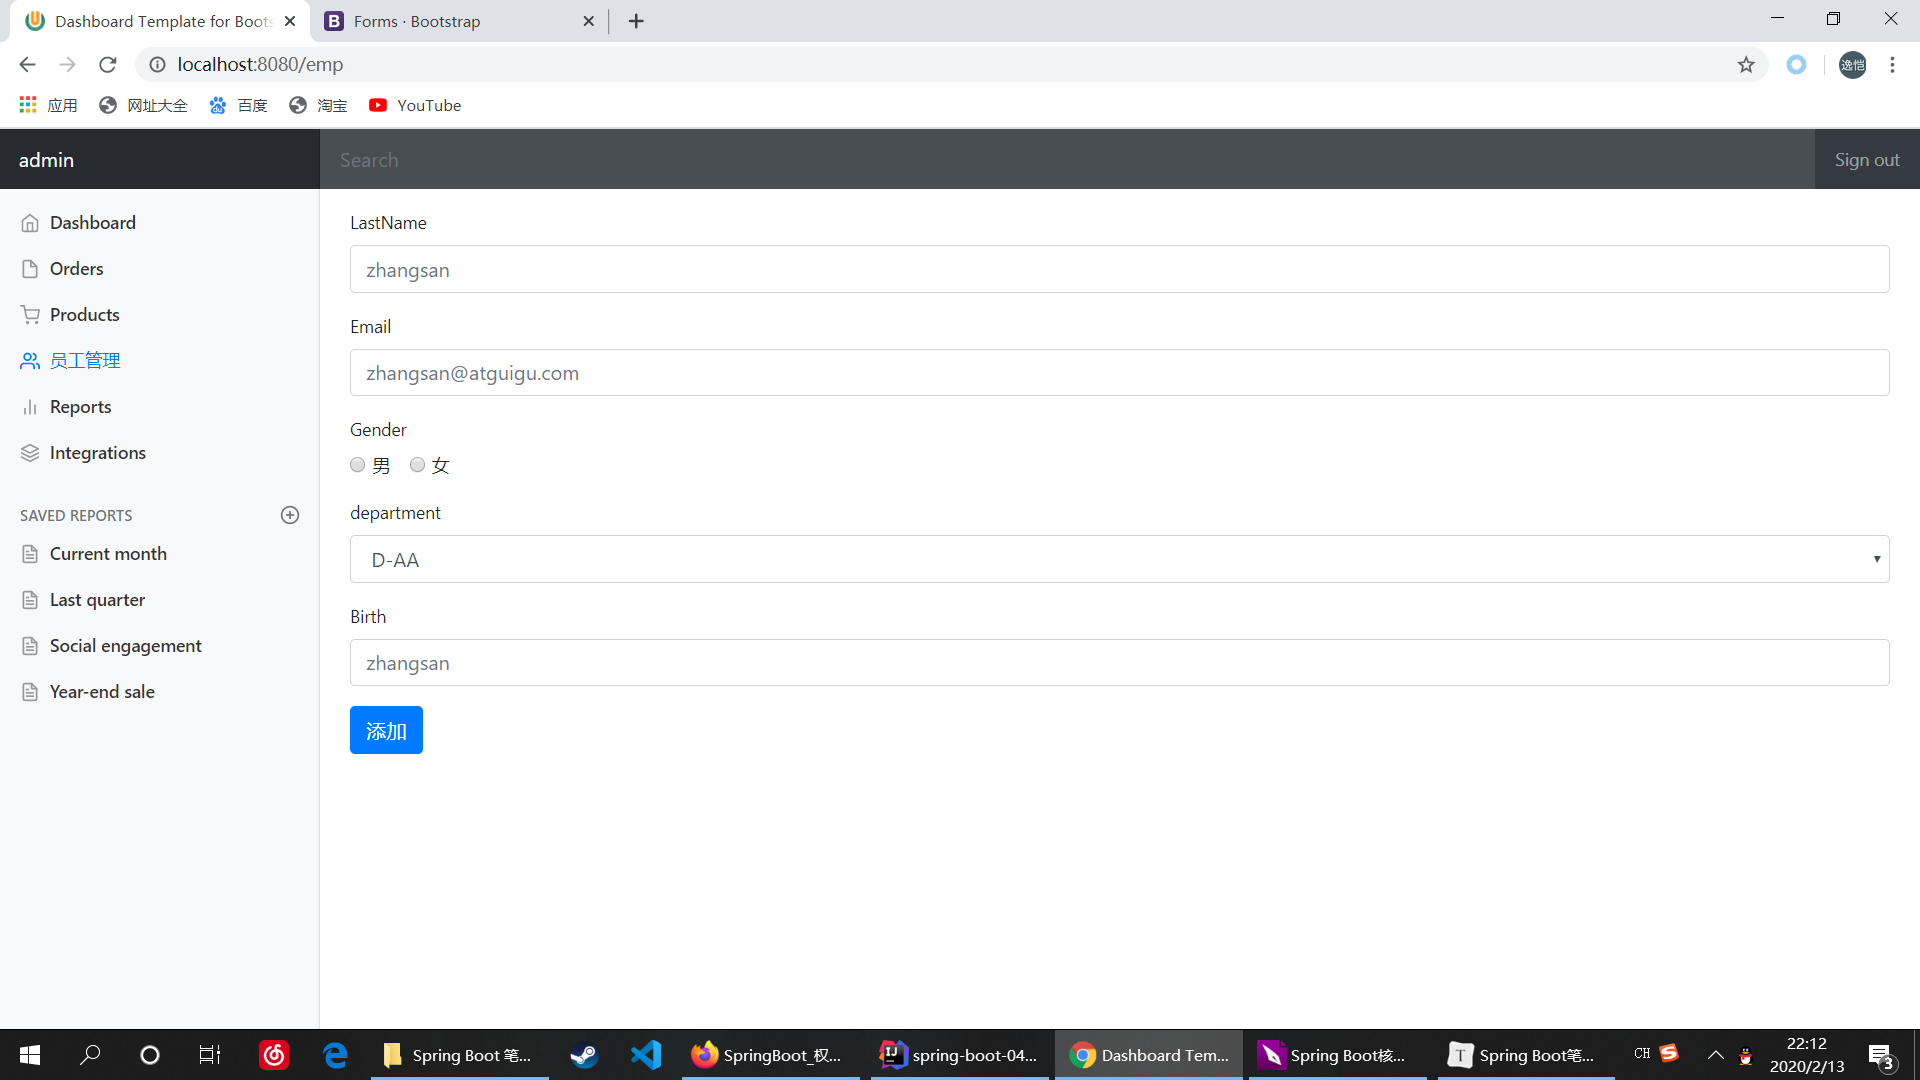 Dashboard Template for Boots
Forms · Bootstrap
localhost:8080/emp
逸恺
应用
网址大全
百度
淘宝
YouTube
admin
Search
Sign out
Dashboard
Orders
Products
员工管理
Reports
Integrations
SAVED REPORTS
Current month
Last quarter
Social engagement
Year-end sale
LastName
zhangsan
Email
zhangsan@atguigu.com
Gender
男 女
department
D-AA
Birth
zhangsan
添加
Spring Boot 笔...
SpringBoot_权...
spring-boot-04...
Dashboard Tem...
Spring Boot核...
Spring Boot笔...
CH
22:12
2020/2/13
3